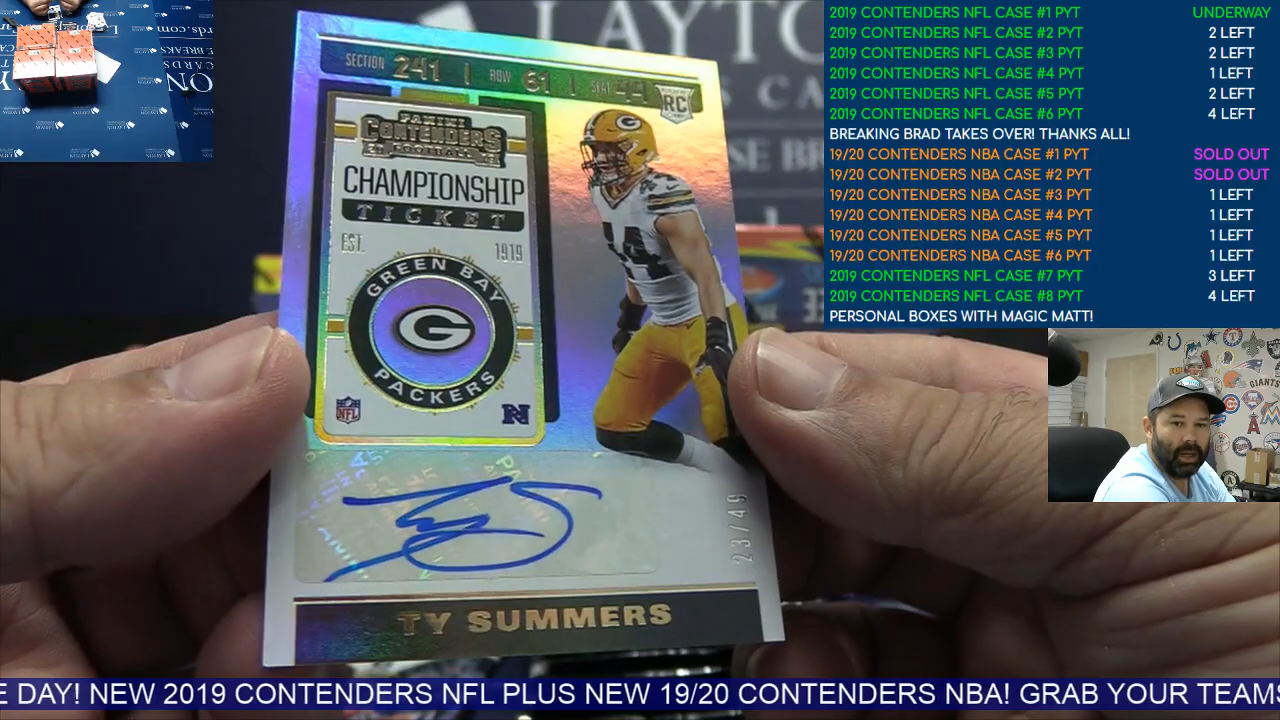 2019 CONTENDERS NFL CASE #1 PYT UNDERWAY
2019 CONTENDERS NFL CASE #2 PYT 2 LEFT
2019 CONTENDERS NFL CASE #3 PYT 2 LEFT
2019 CONTENDERS NFL CASE #4 PYT 1 LEFT
2019 CONTENDERS NFL CASE #5 PYT 2 LEFT
2019 CONTENDERS NFL CASE #6 PYT 4 LEFT
BREAKING BRAD TAKES OVER! THANKS ALL!
19/20 CONTENDERS NBA CASE #1 PYT SOLD OUT
19/20 CONTENDERS NBA CASE #2 PYT SOLD OUT
19/20 CONTENDERS NBA CASE #3 PYT 1 LEFT
19/20 CONTENDERS NBA CASE #4 PYT 1 LEFT
19/20 CONTENDERS NBA CASE #5 PYT 1 LEFT
19/20 CONTENDERS NBA CASE #6 PYT 1 LEFT
2019 CONTENDERS NFL CASE #7 PYT 3 LEFT
2019 CONTENDERS NFL CASE #8 PYT 4 LEFT
PERSONAL BOXES WITH MAGIC MATT!
LAYTO
SECTION 241 | ROW 61 | SEAT 44
RC
PANINI
CONTENDERS
FOOTBALL
CHAMPIONSHIP
TICKET
EST. 1919
GREEN BAY
G
PACKERS
NFL N
44
23/49
TY SUMMERS
GIANTS
E DAY! NEW 2019 CONTENDERS NFL PLUS NEW 19/20 CONTENDERS NBA! GRAB YOUR TEAMS